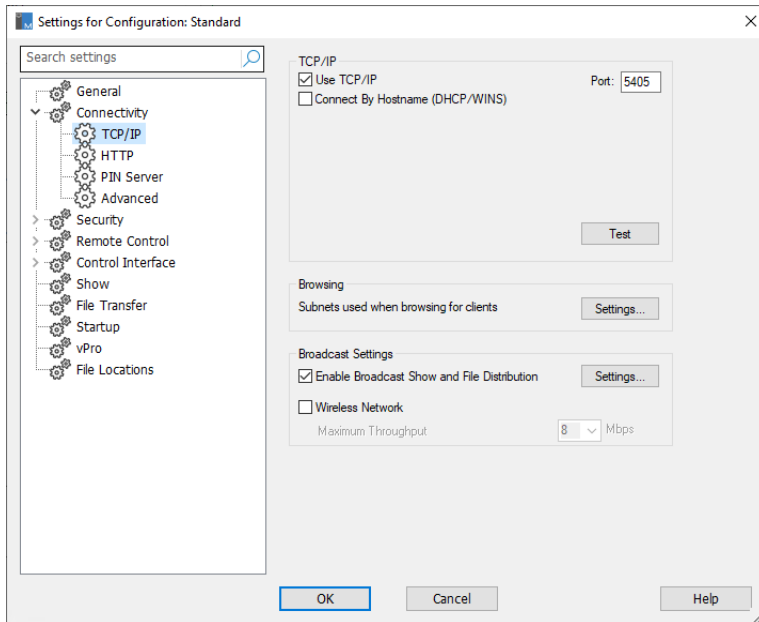 Settings for Configuration: Standard
Search settings
General
Connectivity
TCP/IP
HTTP
PIN Server
Advanced
Security
Remote Control
Control Interface
Show
File Transfer
Startup
vPro
File Locations
TCP/IP
Use TCP/IP Port: 5405
Connect By Hostname (DHCP/WINS)
Test
Browsing
Subnets used when browsing for clients Settings...
Broadcast Settings
Enable Broadcast Show and File Distribution Settings...
Wireless Network
Maximum Throughput 8 Mbps
OK Cancel Help